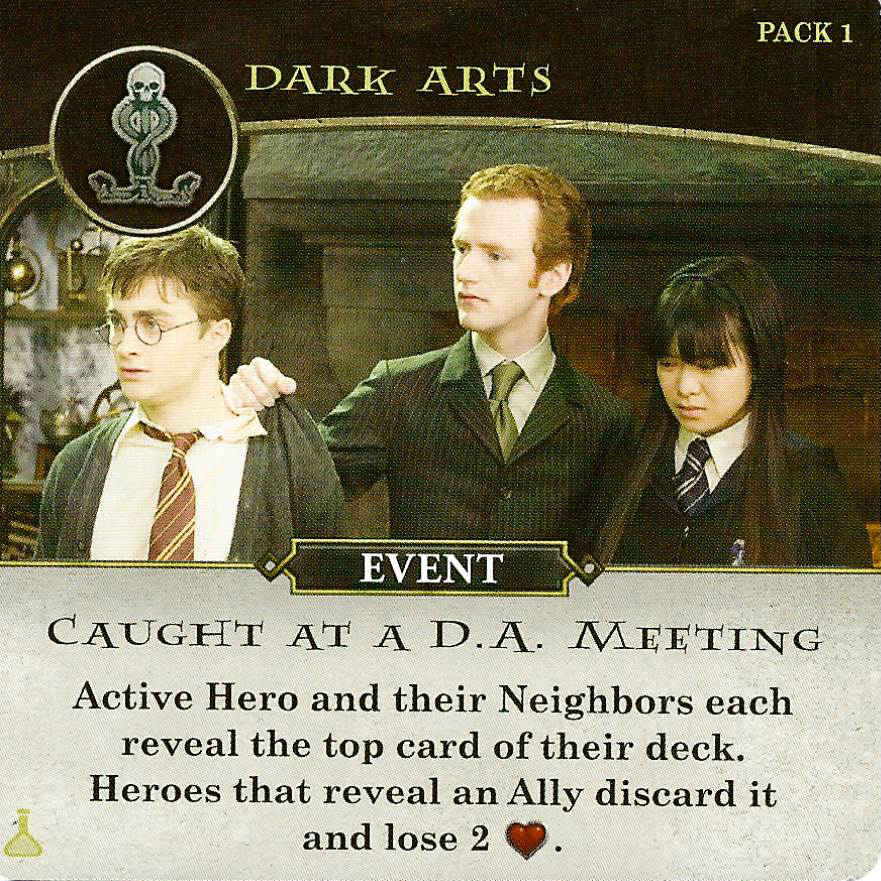 PACK 1
DARK ARTS
EVENT
CAUGHT AT A D.A. MEETING
Active Hero and their Neighbors each
reveal the top card of their deck.
Heroes that reveal an Ally discard it
and lose 2 ❤.